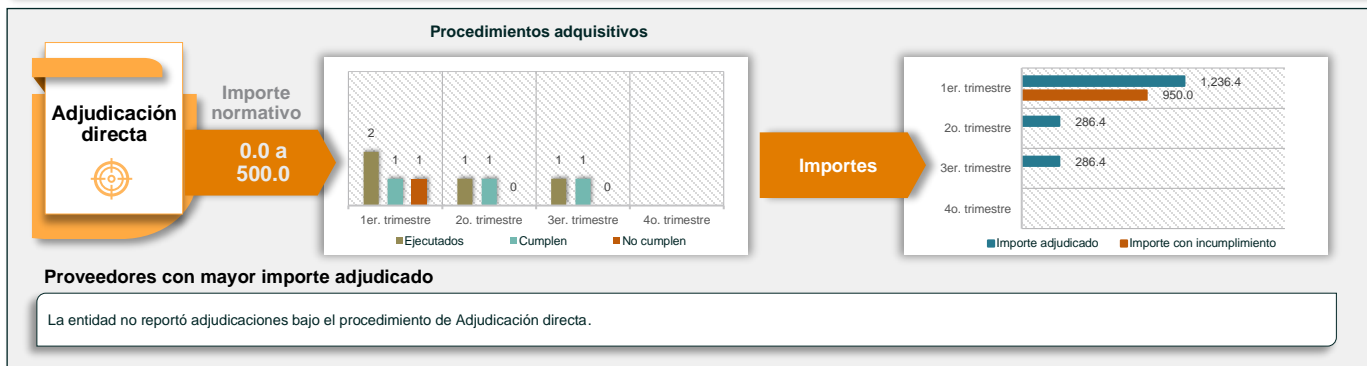 Procedimientos adquisitivos
Adjudicación
directa
Importe
normativo
0.0 a
500.0
2
1
1
1
1
0
1
1
0
1er. trimestre
2o. trimestre
3er. trimestre
4o. trimestre
Ejecutados
Cumplen
No cumplen
Importes
1er. trimestre
1,236.4
950.0
2o. trimestre
286.4
3er. trimestre
286.4
4o. trimestre
Importe adjudicado
Importe con incumplimiento
Proveedores con mayor importe adjudicado
La entidad no reportó adjudicaciones bajo el procedimiento de Adjudicación directa.